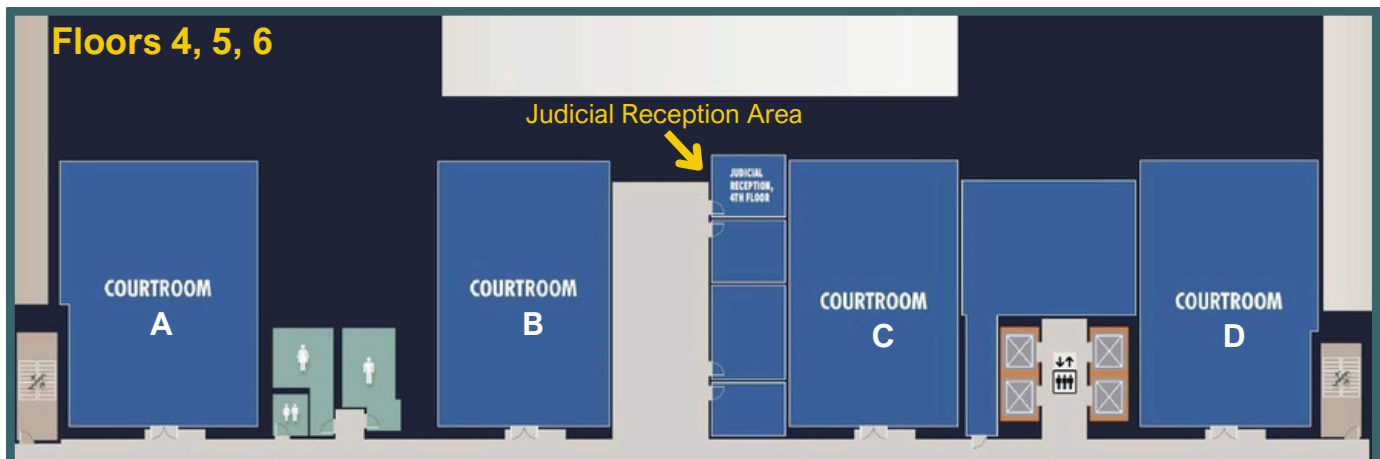 Floors 4, 5, 6
Judicial Reception Area
JUDICIAL
RECEPTION,
4TH FLOOR
COURTROOM
A
COURTROOM
B
COURTROOM
C
COURTROOM
D